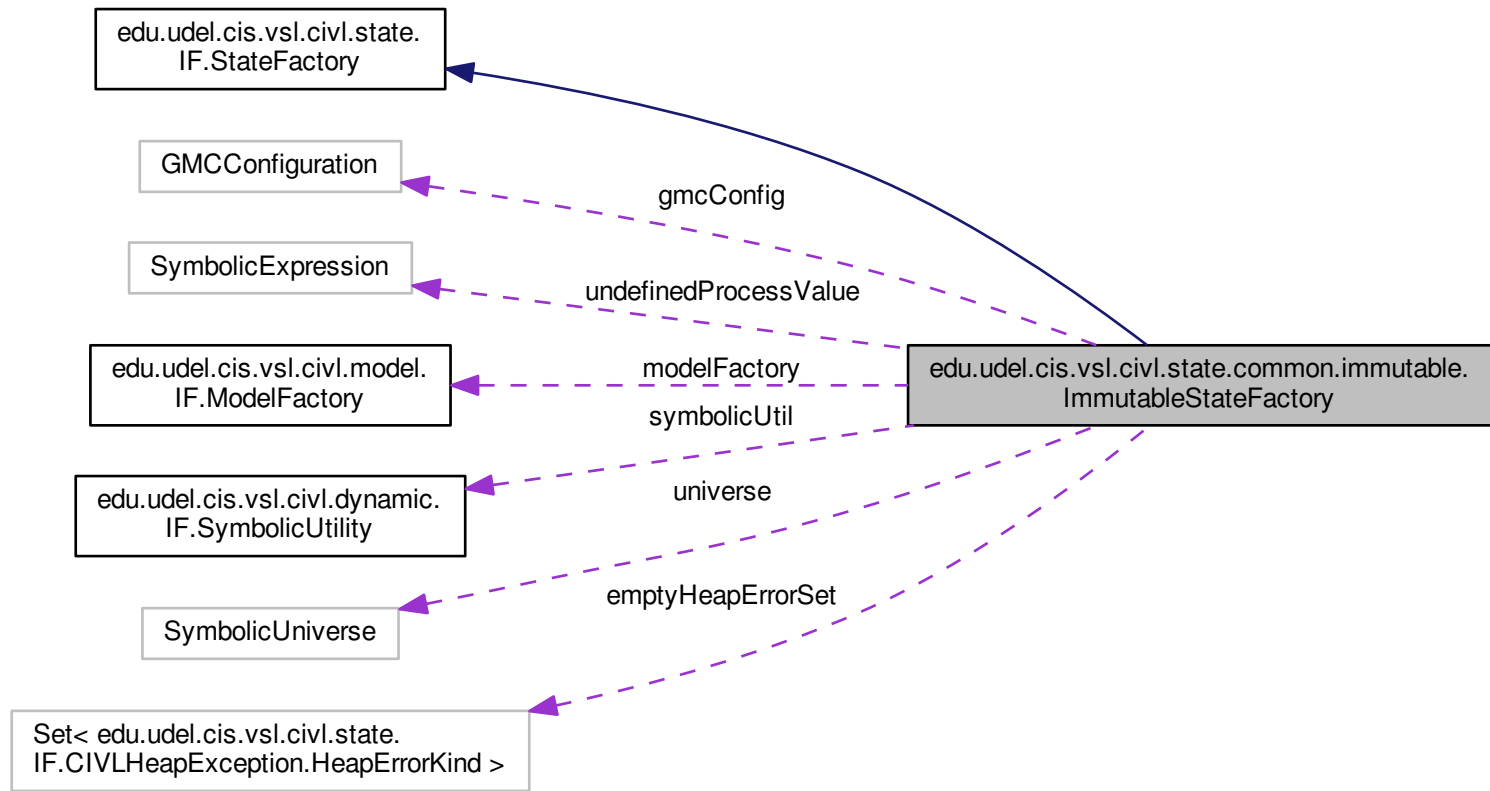 edu.udel.cis.vsl.civl.state.
IF.StateFactory
GMCConfiguration
gmcConfig
SymbolicExpression
undefinedProcessValue
edu.udel.cis.vsl.civl.model.
IF.ModelFactory
modelFactory
edu.udel.cis.vsl.civl.state.common.immutable.
ImmutableStateFactory
symbolicUtil
edu.udel.cis.vsl.civl.dynamic.
IF.SymbolicUtility
universe
emptyHeapErrorSet
SymbolicUniverse
Set< edu.udel.cis.vsl.civl.state.
IF.CIVLHeapException.HeapErrorKind >